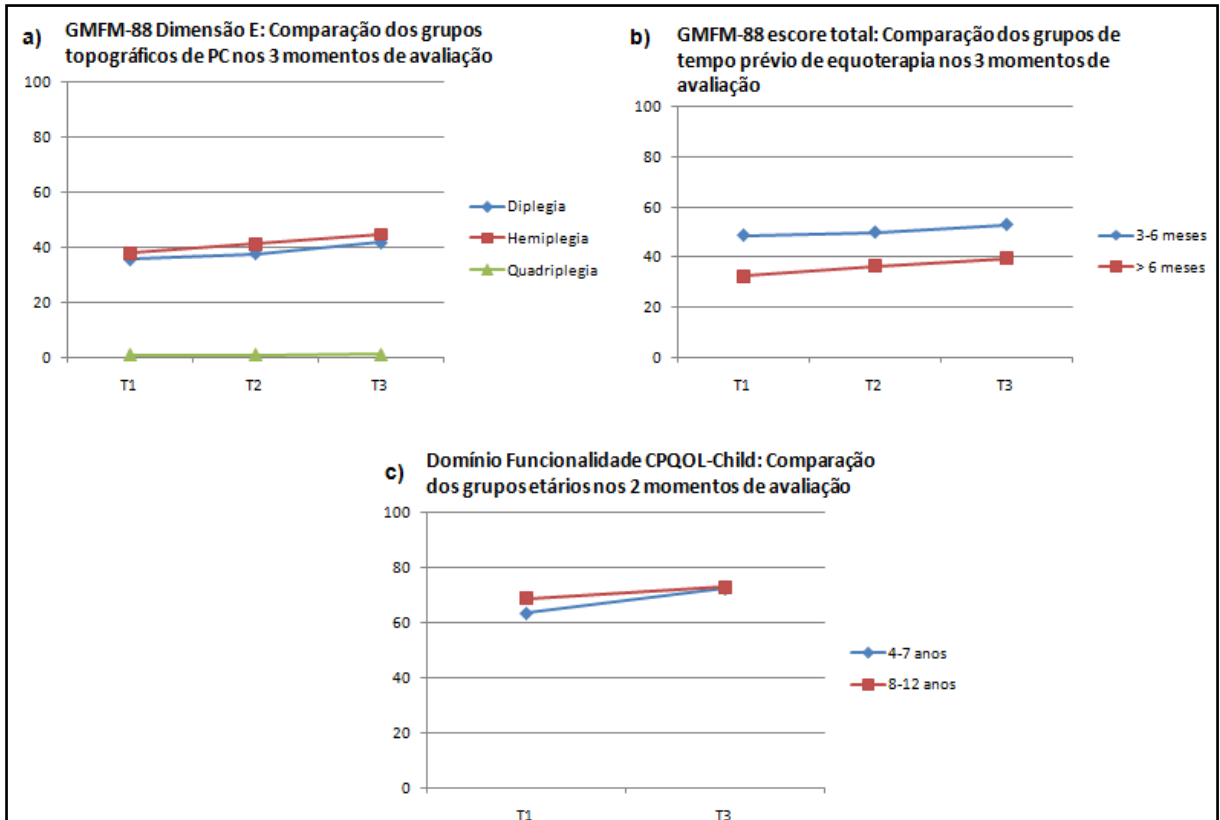 a) GMFM-88 Dimensão E: Comparação dos grupos
topográficos de PC nos 3 momentos de avaliação
100
80
60
40
20
0
T1 T2 T3
Diplegia
Hemiplegia
Quadriplegia
b) GMFM-88 escore total: Comparação dos grupos de
tempo prévio de equoterapia nos 3 momentos de
avaliação
100
80
60
40
20
0
T1 T2 T3
3-6 meses
> 6 meses
c) Domínio Funcionalidade CPQOL-Child: Comparação
dos grupos etários nos 2 momentos de avaliação
100
80
60
40
20
0
T1 T3
4-7 anos
8-12 anos